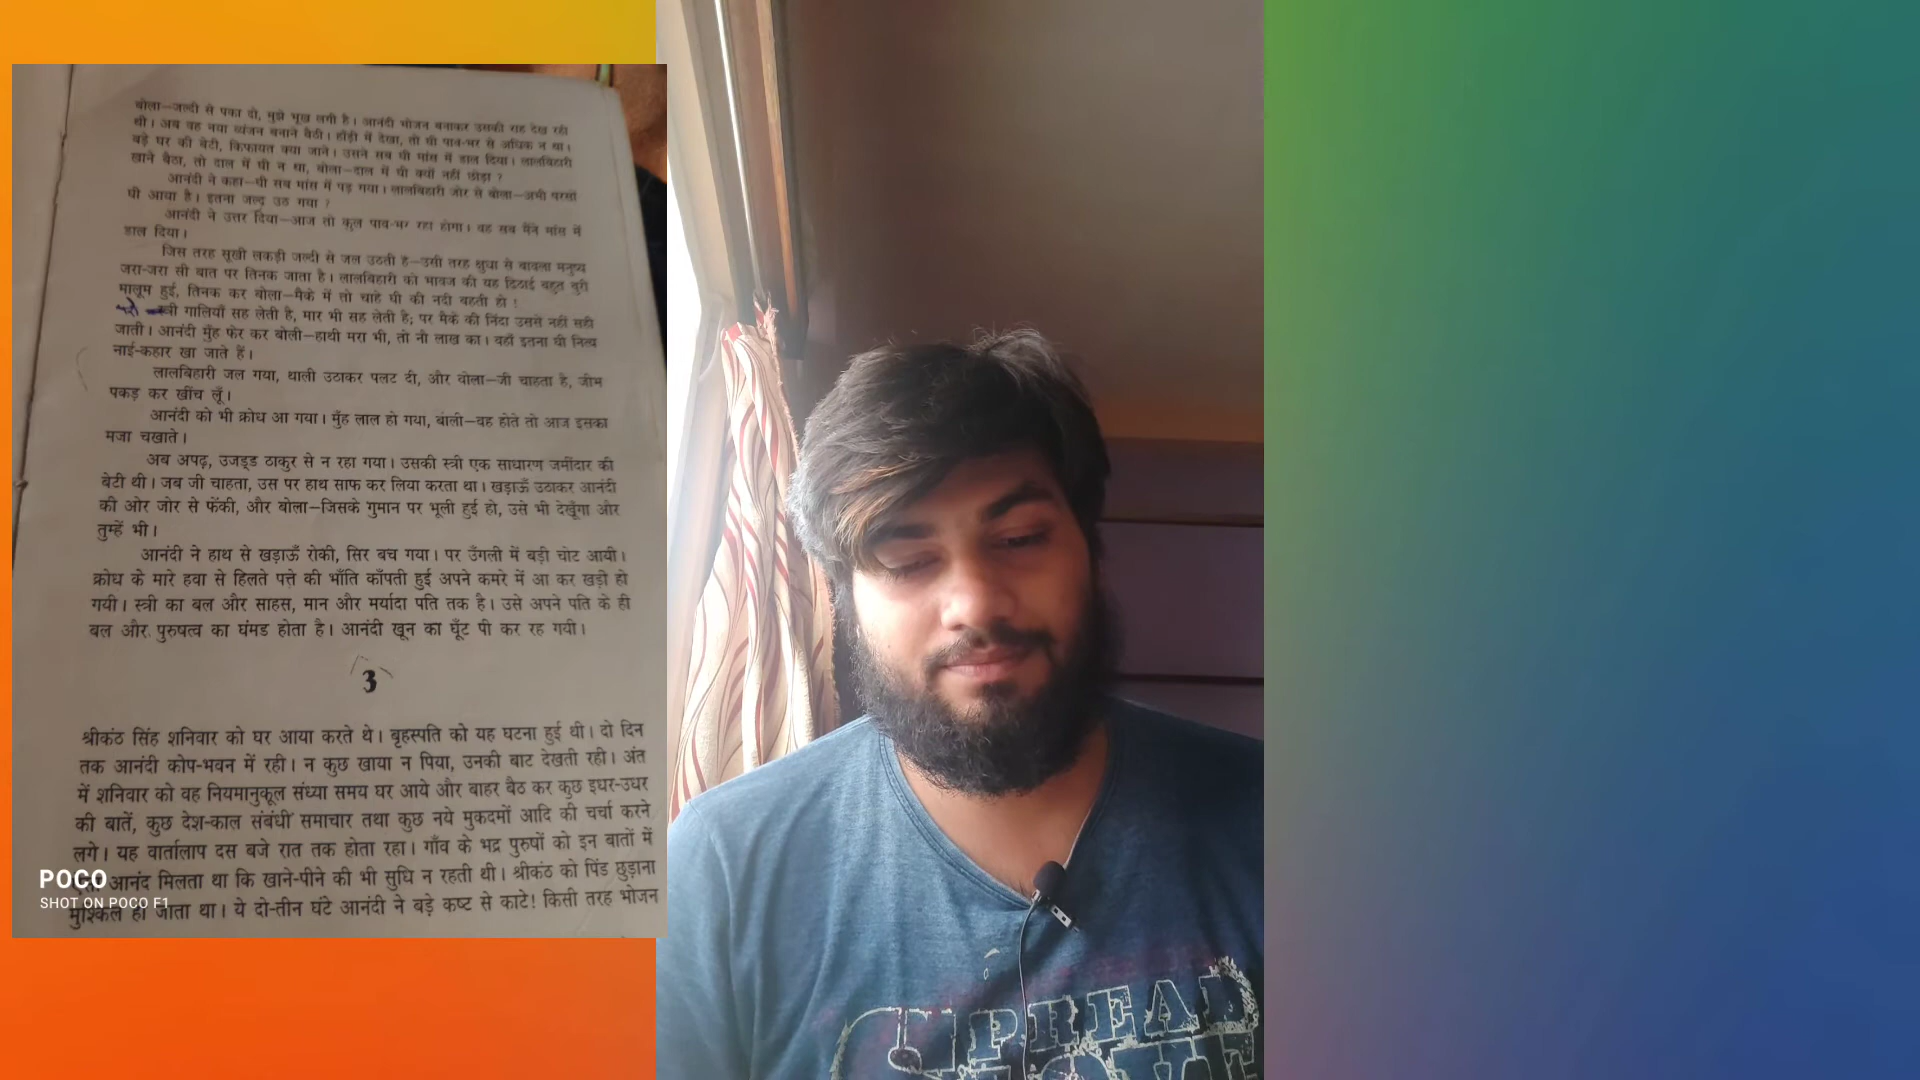 बोला—जल्दी से पका दो, मुझे भूख लगी है। आनंदी भोजन बनाकर उसकी राह देख रही
थी। अब वह नया व्यंजन बनाने बैठी। हाँड़ी में देखा, तो घी पाव-भर से अधिक न था।
बड़े घर की बेटी, किफायत क्या जाने। उसने सब घी मांस में डाल दिया। लालबिहारी
खाने बैठा, तो दाल में घी न था, बोला—दाल में घी क्यों नहीं छोड़ा ?
आनंदी ने कहा—घी सब मांस में पड़ गया। लालबिहारी जोर से बोला—अभी परसों
घी आया है। इतना जल्द उठ गया ?
आनंदी ने उत्तर दिया—आज तो कुल पाव-भर रहा होगा। वह सब मैंने मांस में
डाल दिया।
जिस तरह सूखी लकड़ी जल्दी से जल उठती है—उसी तरह क्षुधा से बावला मनुष्य
जरा-जरा सी बात पर तिनक जाता है। लालबिहारी को भावज की यह ढिठाई बहुत बुरी
मालूम हुई, तिनक कर बोला—मैके में तो चाहे घी की नदी बहती हो !
स्त्री गालियाँ सह लेती है, मार भी सह लेती है; पर मैके की निंदा उससे नहीं सही
जाती। आनंदी मुँह फेर कर बोली—हाथी मरा भी, तो नौ लाख का। वहाँ इतना घी नित्य
नाई-कहार खा जाते हैं।
लालबिहारी जल गया, थाली उठाकर पलट दी, और बोला—जी चाहता है, जीभ
पकड़ कर खींच लूँ।
आनंदी को भी क्रोध आ गया। मुँह लाल हो गया, बोली—वह होते तो आज इसका
मजा चखाते।
अब अपढ़, उजड्ड ठाकुर से न रहा गया। उसकी स्त्री एक साधारण जमींदार की
बेटी थी। जब जी चाहता, उस पर हाथ साफ कर लिया करता था। खड़ाऊँ उठाकर आनंदी
की ओर जोर से फेंकी, और बोला—जिसके गुमान पर भूली हुई हो, उसे भी देखूँगा और
तुम्हें भी।
आनंदी ने हाथ से खड़ाऊँ रोकी, सिर बच गया। पर उँगली में बड़ी चोट आयी।
क्रोध के मारे हवा से हिलते पत्ते की भाँति काँपती हुई अपने कमरे में आ कर खड़ी हो
गयी। स्त्री का बल और साहस, मान और मर्यादा पति तक है। उसे अपने पति के ही
बल और पुरुषत्व का घंमड होता है। आनंदी खून का घूँट पी कर रह गयी।
3
श्रीकंठ सिंह शनिवार को घर आया करते थे। बृहस्पति को यह घटना हुई थी। दो दिन
तक आनंदी कोप-भवन में रही। न कुछ खाया न पिया, उनकी बाट देखती रही। अंत
में शनिवार को वह नियमानुकूल संध्या समय घर आये और बाहर बैठ कर कुछ इधर-उधर
की बातें, कुछ देश-काल संबंधी समाचार तथा कुछ नये मुकदमों आदि की चर्चा करने
लगे। यह वार्तालाप दस बजे रात तक होता रहा। गाँव के भद्र पुरुषों को इन बातों में
आनंद मिलता था कि खाने-पीने की भी सुधि न रहती थी। श्रीकंठ को पिंड छुड़ाना
मुश्किल हो जाता था। ये दो-तीन घंटे आनंदी ने बड़े कष्ट से काटे! किसी तरह भोजन
POCO
SHOT ON POCO F1
SPREAD